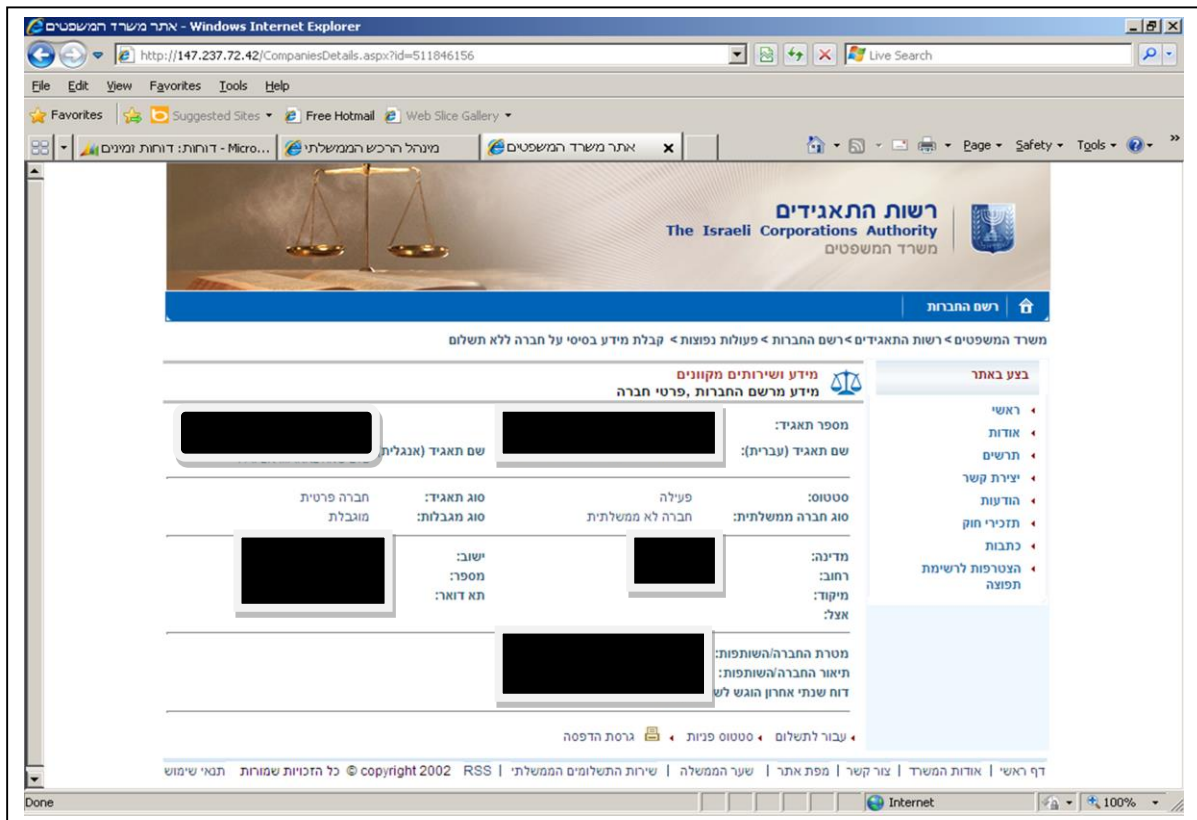 אתר משרד המשפטים - Windows Internet Explorer
http://147.237.72.42/CompaniesDetails.aspx?id=511846156
Live Search
File Edit View Favorites Tools Help
Favorites Suggested Sites Free Hotmail Web Slice Gallery
דוחות: דוחות זמינים - Micro... מינהל הרכש הממשלתי אתר משרד המשפטים Page Safety Tools
רשות התאגידים
The Israeli Corporations Authority
משרד המשפטים
רשם החברות
משרד המשפטים > רשות התאגידים > רשם החברות > פעולות נפוצות > קבלת מידע בסיסי על חברה ללא תשלום
בצע באתר
ראשי
אודות
תרשים
יצירת קשר
הודעות
תזכירי חוק
כתבות
הצטרפות לרשימת
תפוצה
מידע ושירותים מקוונים
מידע מרשם החברות ,פרטי חברה
מספר תאגיד:
שם תאגיד (עברית): שם תאגיד (אנגלית
סטטוס: פעילה סוג תאגיד: חברה פרטית
סוג חברה ממשלתית: חברה לא ממשלתית סוג מגבלות: מוגבלת
מדינה: ישוב:
רחוב: מספר:
מיקוד: תא דואר:
אצל:
מטרת החברה/השותפות:
תיאור החברה/השותפות:
דוח שנתי אחרון הוגש לש
עבור לתשלום סטטוס פניות גרסת הדפסה
דף ראשי | אודות המשרד | צור קשר | מפת אתר | שער הממשלה | שירות התשלומים הממשלתי | RSS copyright 2002 © כל הזכויות שמורות תנאי שימוש
Done Internet 100%